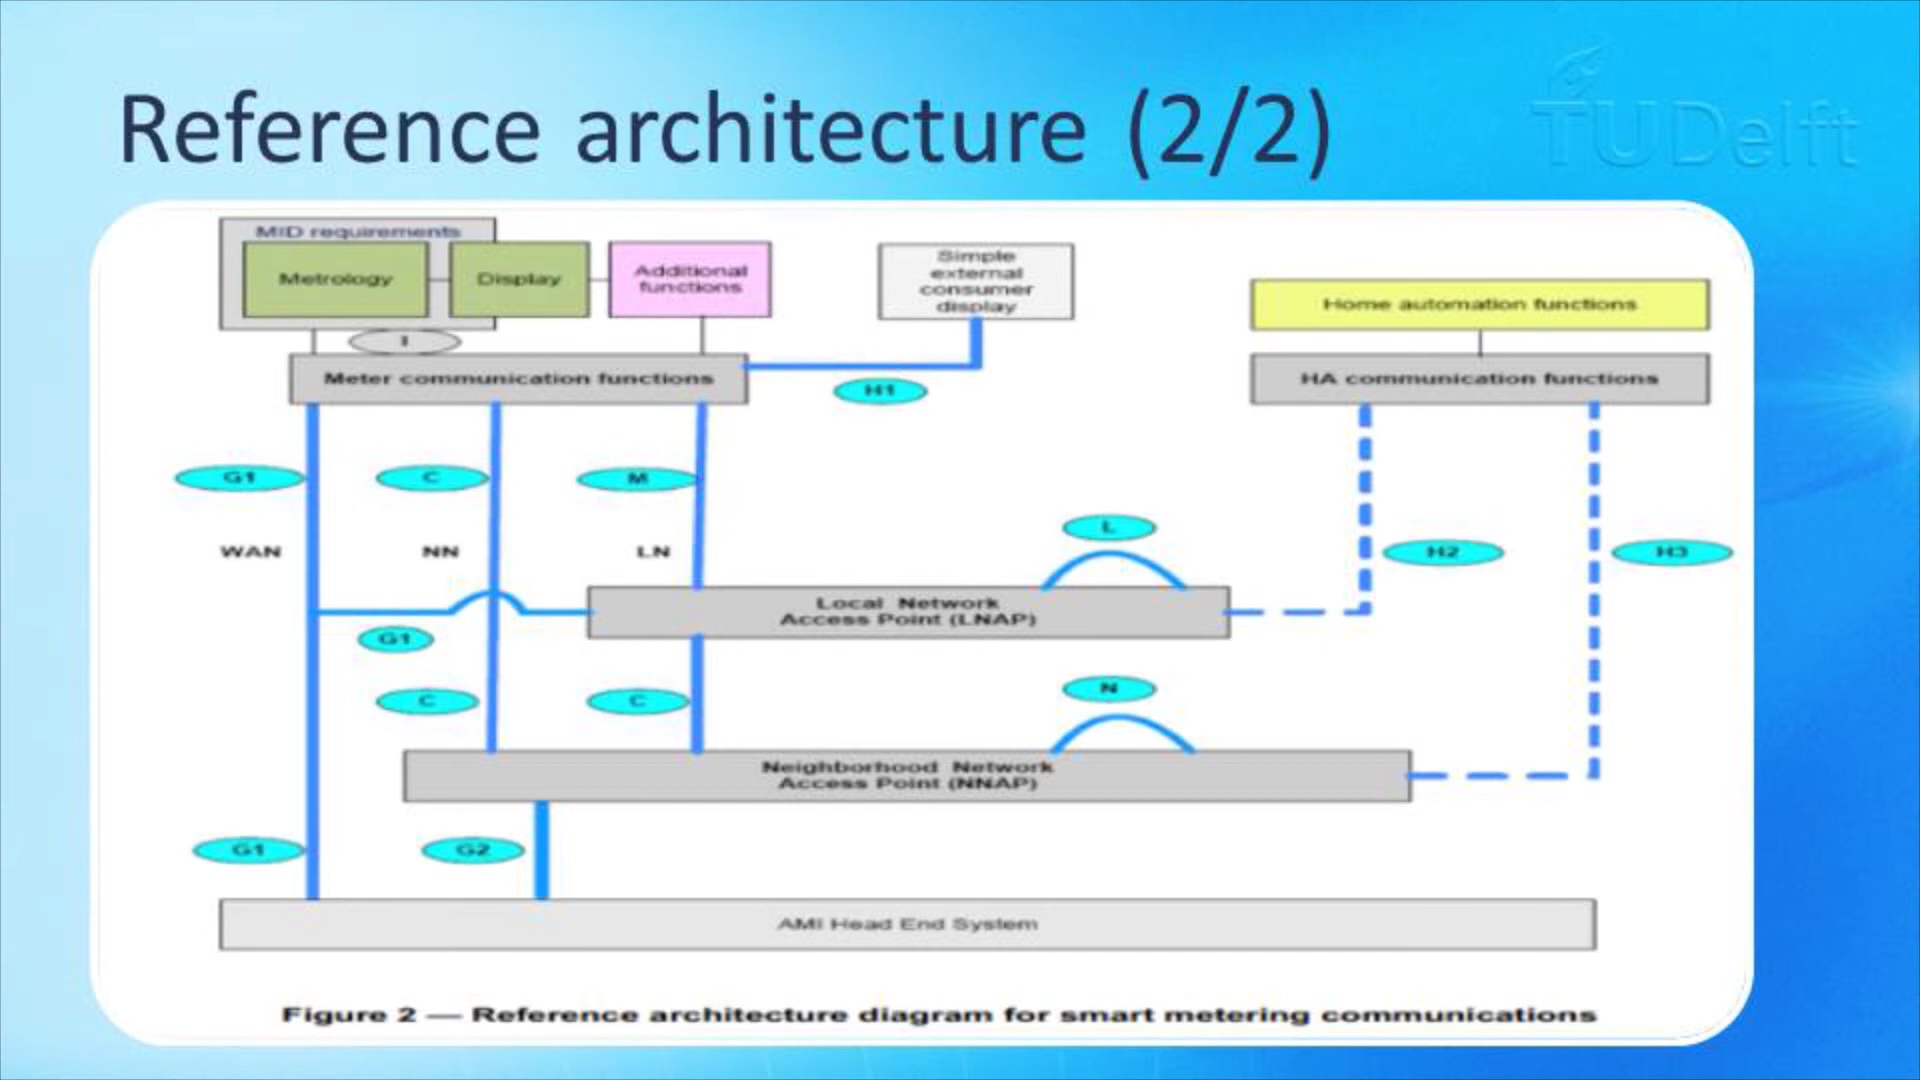 Reference architecture (2/2)
TUDelft
MID requirements
Metrology
Display
Additional
functions
Simple
external
consumer
display
Home automation functions
I
Meter communication functions
H1
HA communication functions
G1
C
M
WAN
NN
LN
L
H2
H3
Local Network
Access Point (LNAP)
G1
C
C
N
Neighborhood Network
Access Point (NNAP)
G1
G2
AMI Head End System
Figure 2 — Reference architecture diagram for smart metering communications